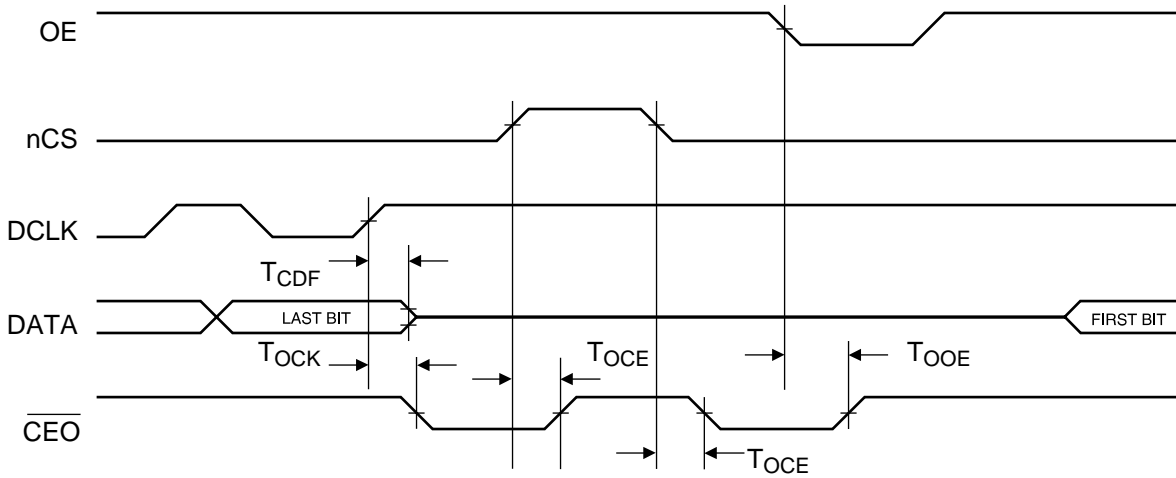 OE
nCS
DCLK
TCDF
DATA
LAST BIT
FIRST BIT
TOCK
TOCE
TOOE
CEO
TOCE